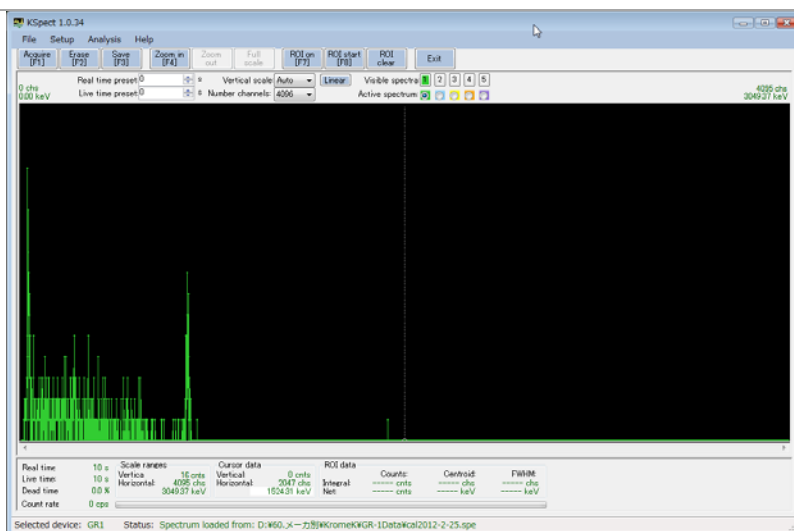 KSpect 1.0.34
File Setup Analysis Help
Acquire [F1] Erase [F2] Save [F3] Zoom in [F4] Zoom out Full scale ROI on [F7] ROI start [F8] ROI clear Exit
Real time preset: 0 s Vertical scale: Auto Linear Visible spectra: 1 2 3 4 5
Live time preset: 0 s Number channels: 4096 Active spectrum:
0 chs 4095 chs
0.00 keV 3049.37 keV
Real time 10 s Scale ranges Cursor data ROI data
Live time: 10 s Vertica 16 cnts Vertical 0 cnts Counts: Centroid: FWHM:
Dead time 0.0 % Horizontal: 4095 chs Horizontal: 2047 chs Integral: ----- cnts ----- chs ----- chs
3049.37 keV 1524.31 keV Net: ----- cnts ----- keV ----- keV
Count rate 0 cps
Selected device: GR1 Status: Spectrum loaded from: D:¥60.メーカ別¥KromeK¥GR-1Data¥cal2012-2-25.spe